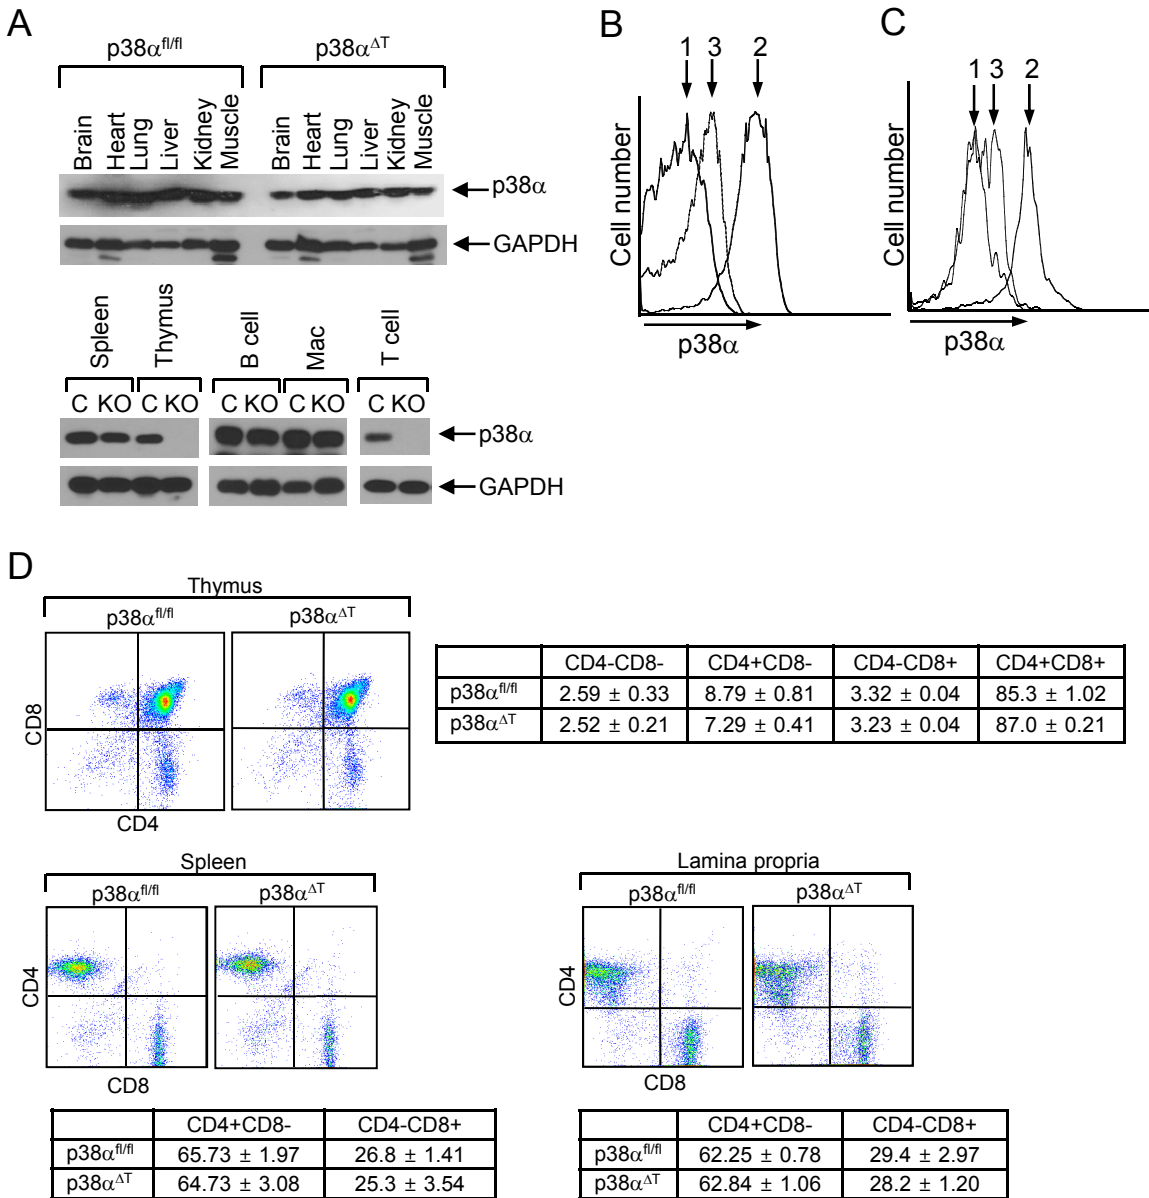 A
p38α^fl/fl p38α^ΔT
Brain Heart Lung Liver Kidney Muscle Brain Heart Lung Liver Kidney Muscle
p38α
GAPDH
Spleen Thymus B cell Mac T cell
C KO C KO C KO C KO C KO
p38α
GAPDH
B
1 3 2
Cell number
p38α
C
1 3 2
Cell number
p38α
D
Thymus
p38α^fl/fl p38α^ΔT
CD8
CD4
CD4-CD8- CD4+CD8- CD4-CD8+ CD4+CD8+
p38α^fl/fl 2.59 ± 0.33 8.79 ± 0.81 3.32 ± 0.04 85.3 ± 1.02
p38α^ΔT 2.52 ± 0.21 7.29 ± 0.41 3.23 ± 0.04 87.0 ± 0.21
Spleen
p38α^fl/fl p38α^ΔT
CD4
CD8
CD4+CD8- CD4-CD8+
p38α^fl/fl 65.73 ± 1.97 26.8 ± 1.41
p38α^ΔT 64.73 ± 3.08 25.3 ± 3.54
Lamina propria
p38α^fl/fl p38α^ΔT
CD4
CD8
CD4+CD8- CD4-CD8+
p38α^fl/fl 62.25 ± 0.78 29.4 ± 2.97
p38α^ΔT 62.84 ± 1.06 28.2 ± 1.20